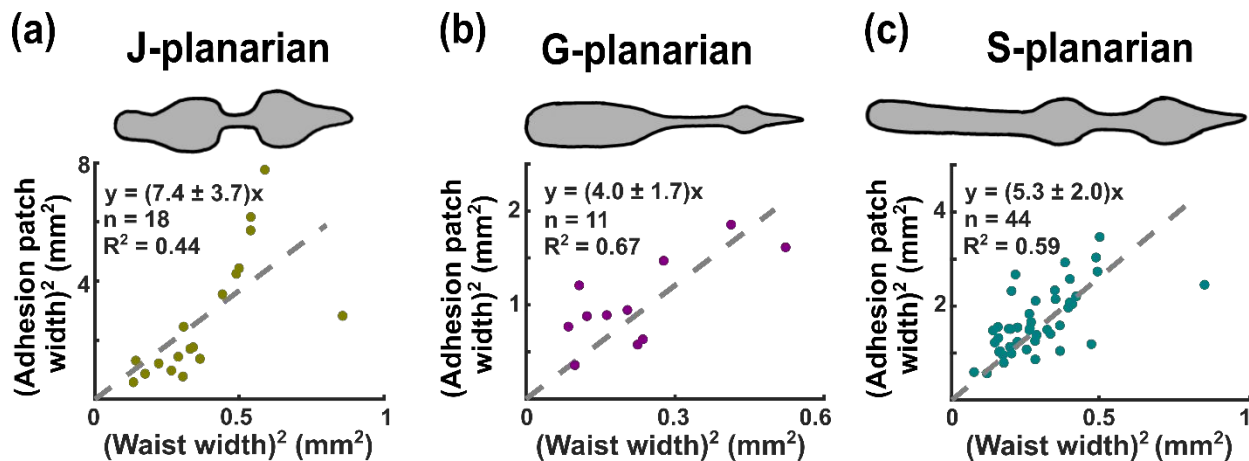 (a)
J-planarian
y = (7.4 ± 3.7)x
n = 18
R² = 0.44
(Adhesion patch
width)² (mm²)
8
4
0
0.5
1
(Waist width)² (mm²)
(b)
G-planarian
y = (4.0 ± 1.7)x
n = 11
R² = 0.67
(Adhesion patch
width)² (mm²)
2
1
0
0.3
0.6
(Waist width)² (mm²)
(c)
S-planarian
y = (5.3 ± 2.0)x
n = 44
R² = 0.59
(Adhesion patch
width)² (mm²)
4
2
0
0.5
1
(Waist width)² (mm²)